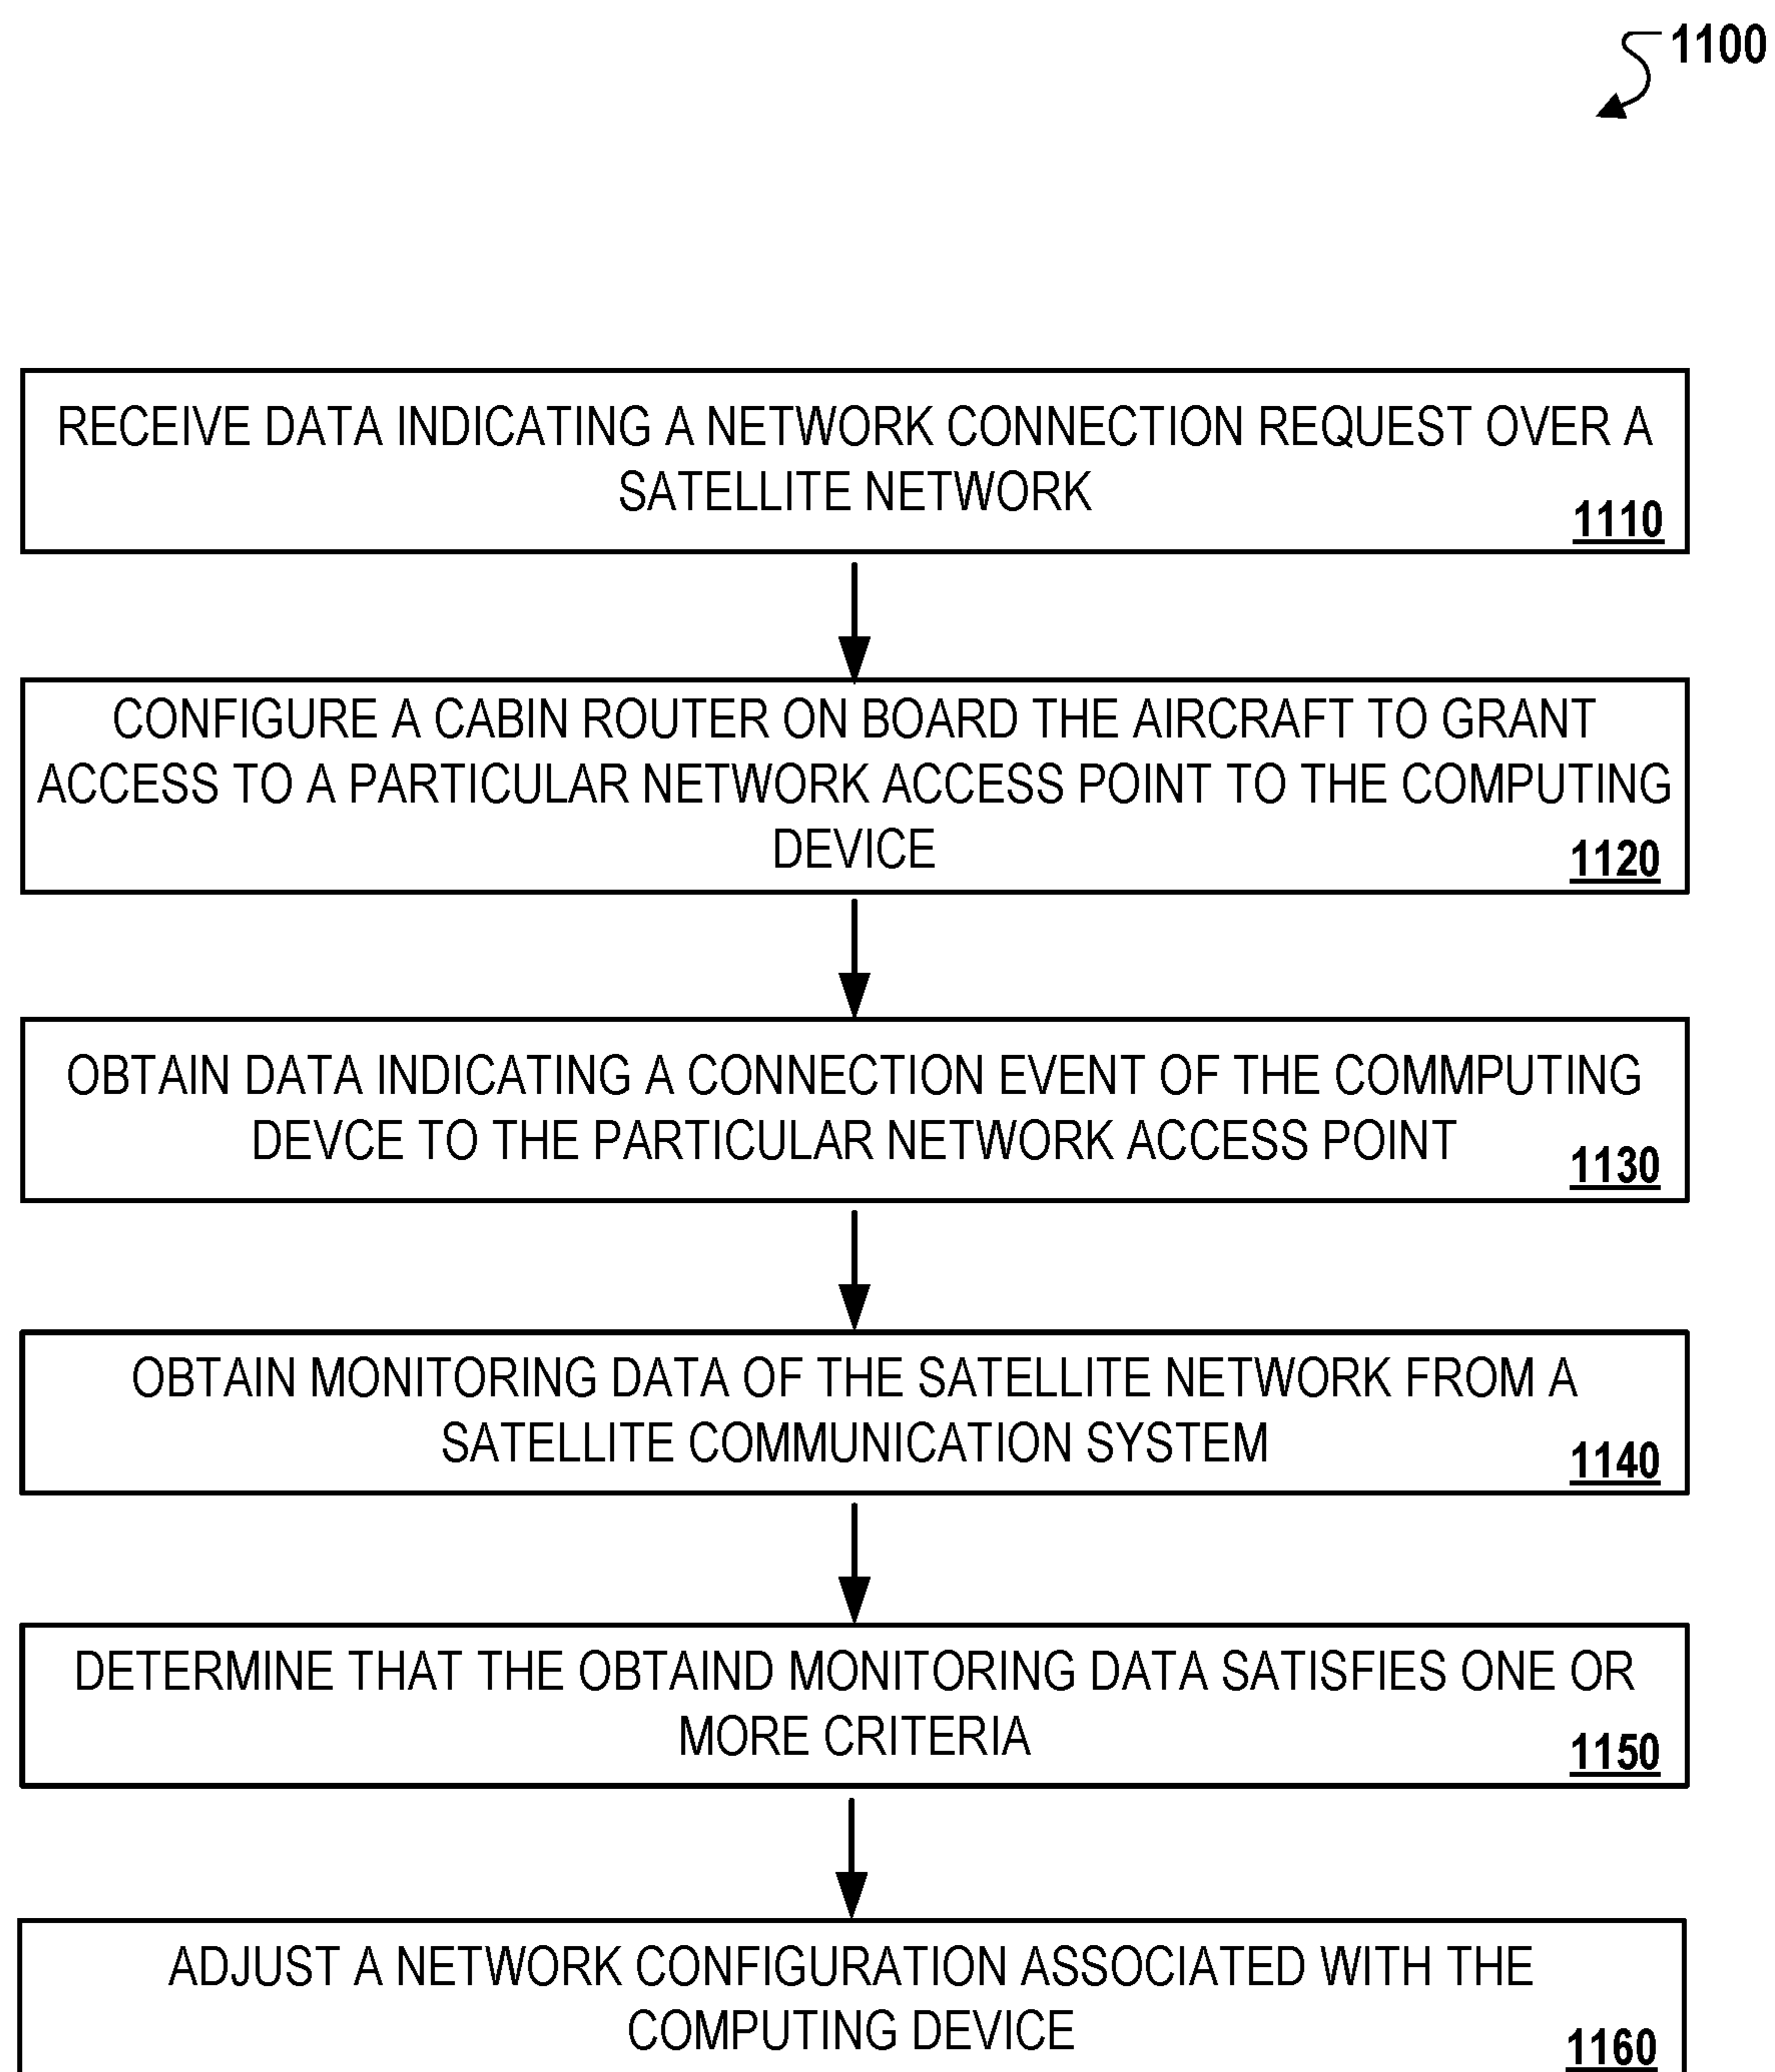 1100
RECEIVE DATA INDICATING A NETWORK CONNECTION REQUEST OVER A
SATELLITE NETWORK
1110
CONFIGURE A CABIN ROUTER ON BOARD THE AIRCRAFT TO GRANT
ACCESS TO A PARTICULAR NETWORK ACCESS POINT TO THE COMPUTING
DEVICE
1120
OBTAIN DATA INDICATING A CONNECTION EVENT OF THE COMMPUTING
DEVCE TO THE PARTICULAR NETWORK ACCESS POINT
1130
OBTAIN MONITORING DATA OF THE SATELLITE NETWORK FROM A
SATELLITE COMMUNICATION SYSTEM
1140
DETERMINE THAT THE OBTAIND MONITORING DATA SATISFIES ONE OR
MORE CRITERIA
1150
ADJUST A NETWORK CONFIGURATION ASSOCIATED WITH THE
COMPUTING DEVICE
1160